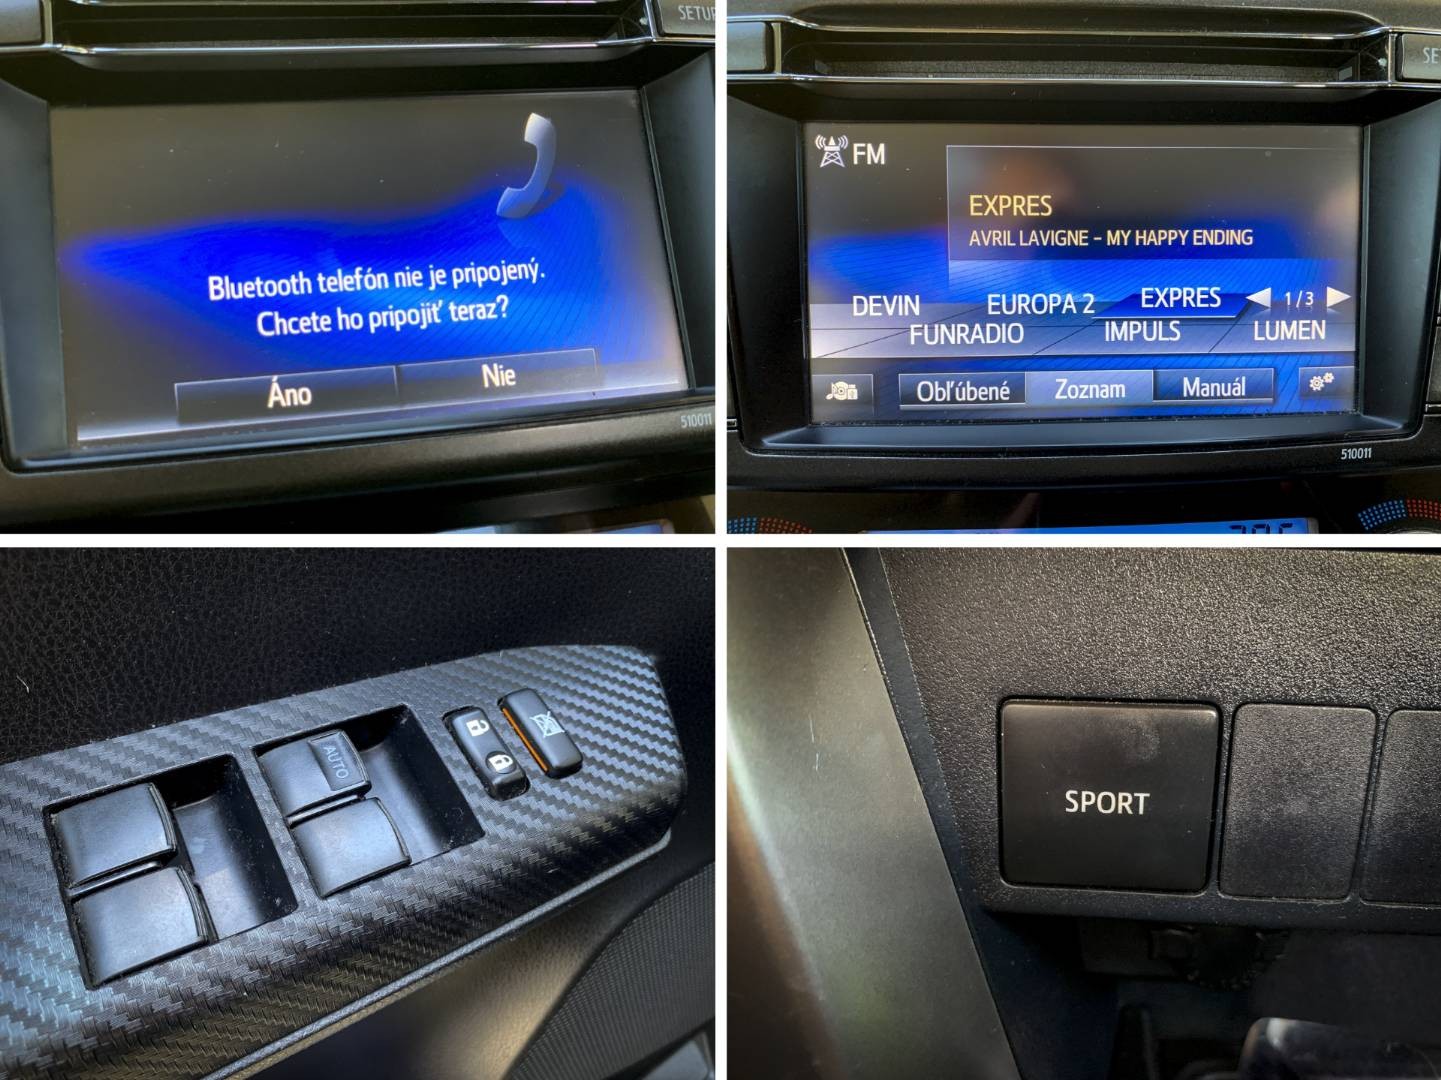 SETUP
Bluetooth telefón nie je pripojený.
Chcete ho pripojiť teraz?
Áno
Nie
510011
FM
EXPRES
AVRIL LAVIGNE - MY HAPPY ENDING
DEVIN
EUROPA 2
EXPRES
1/3
FUNRADIO
IMPULS
LUMEN
Obľúbené
Zoznam
Manuál
510011
AUTO
SPORT